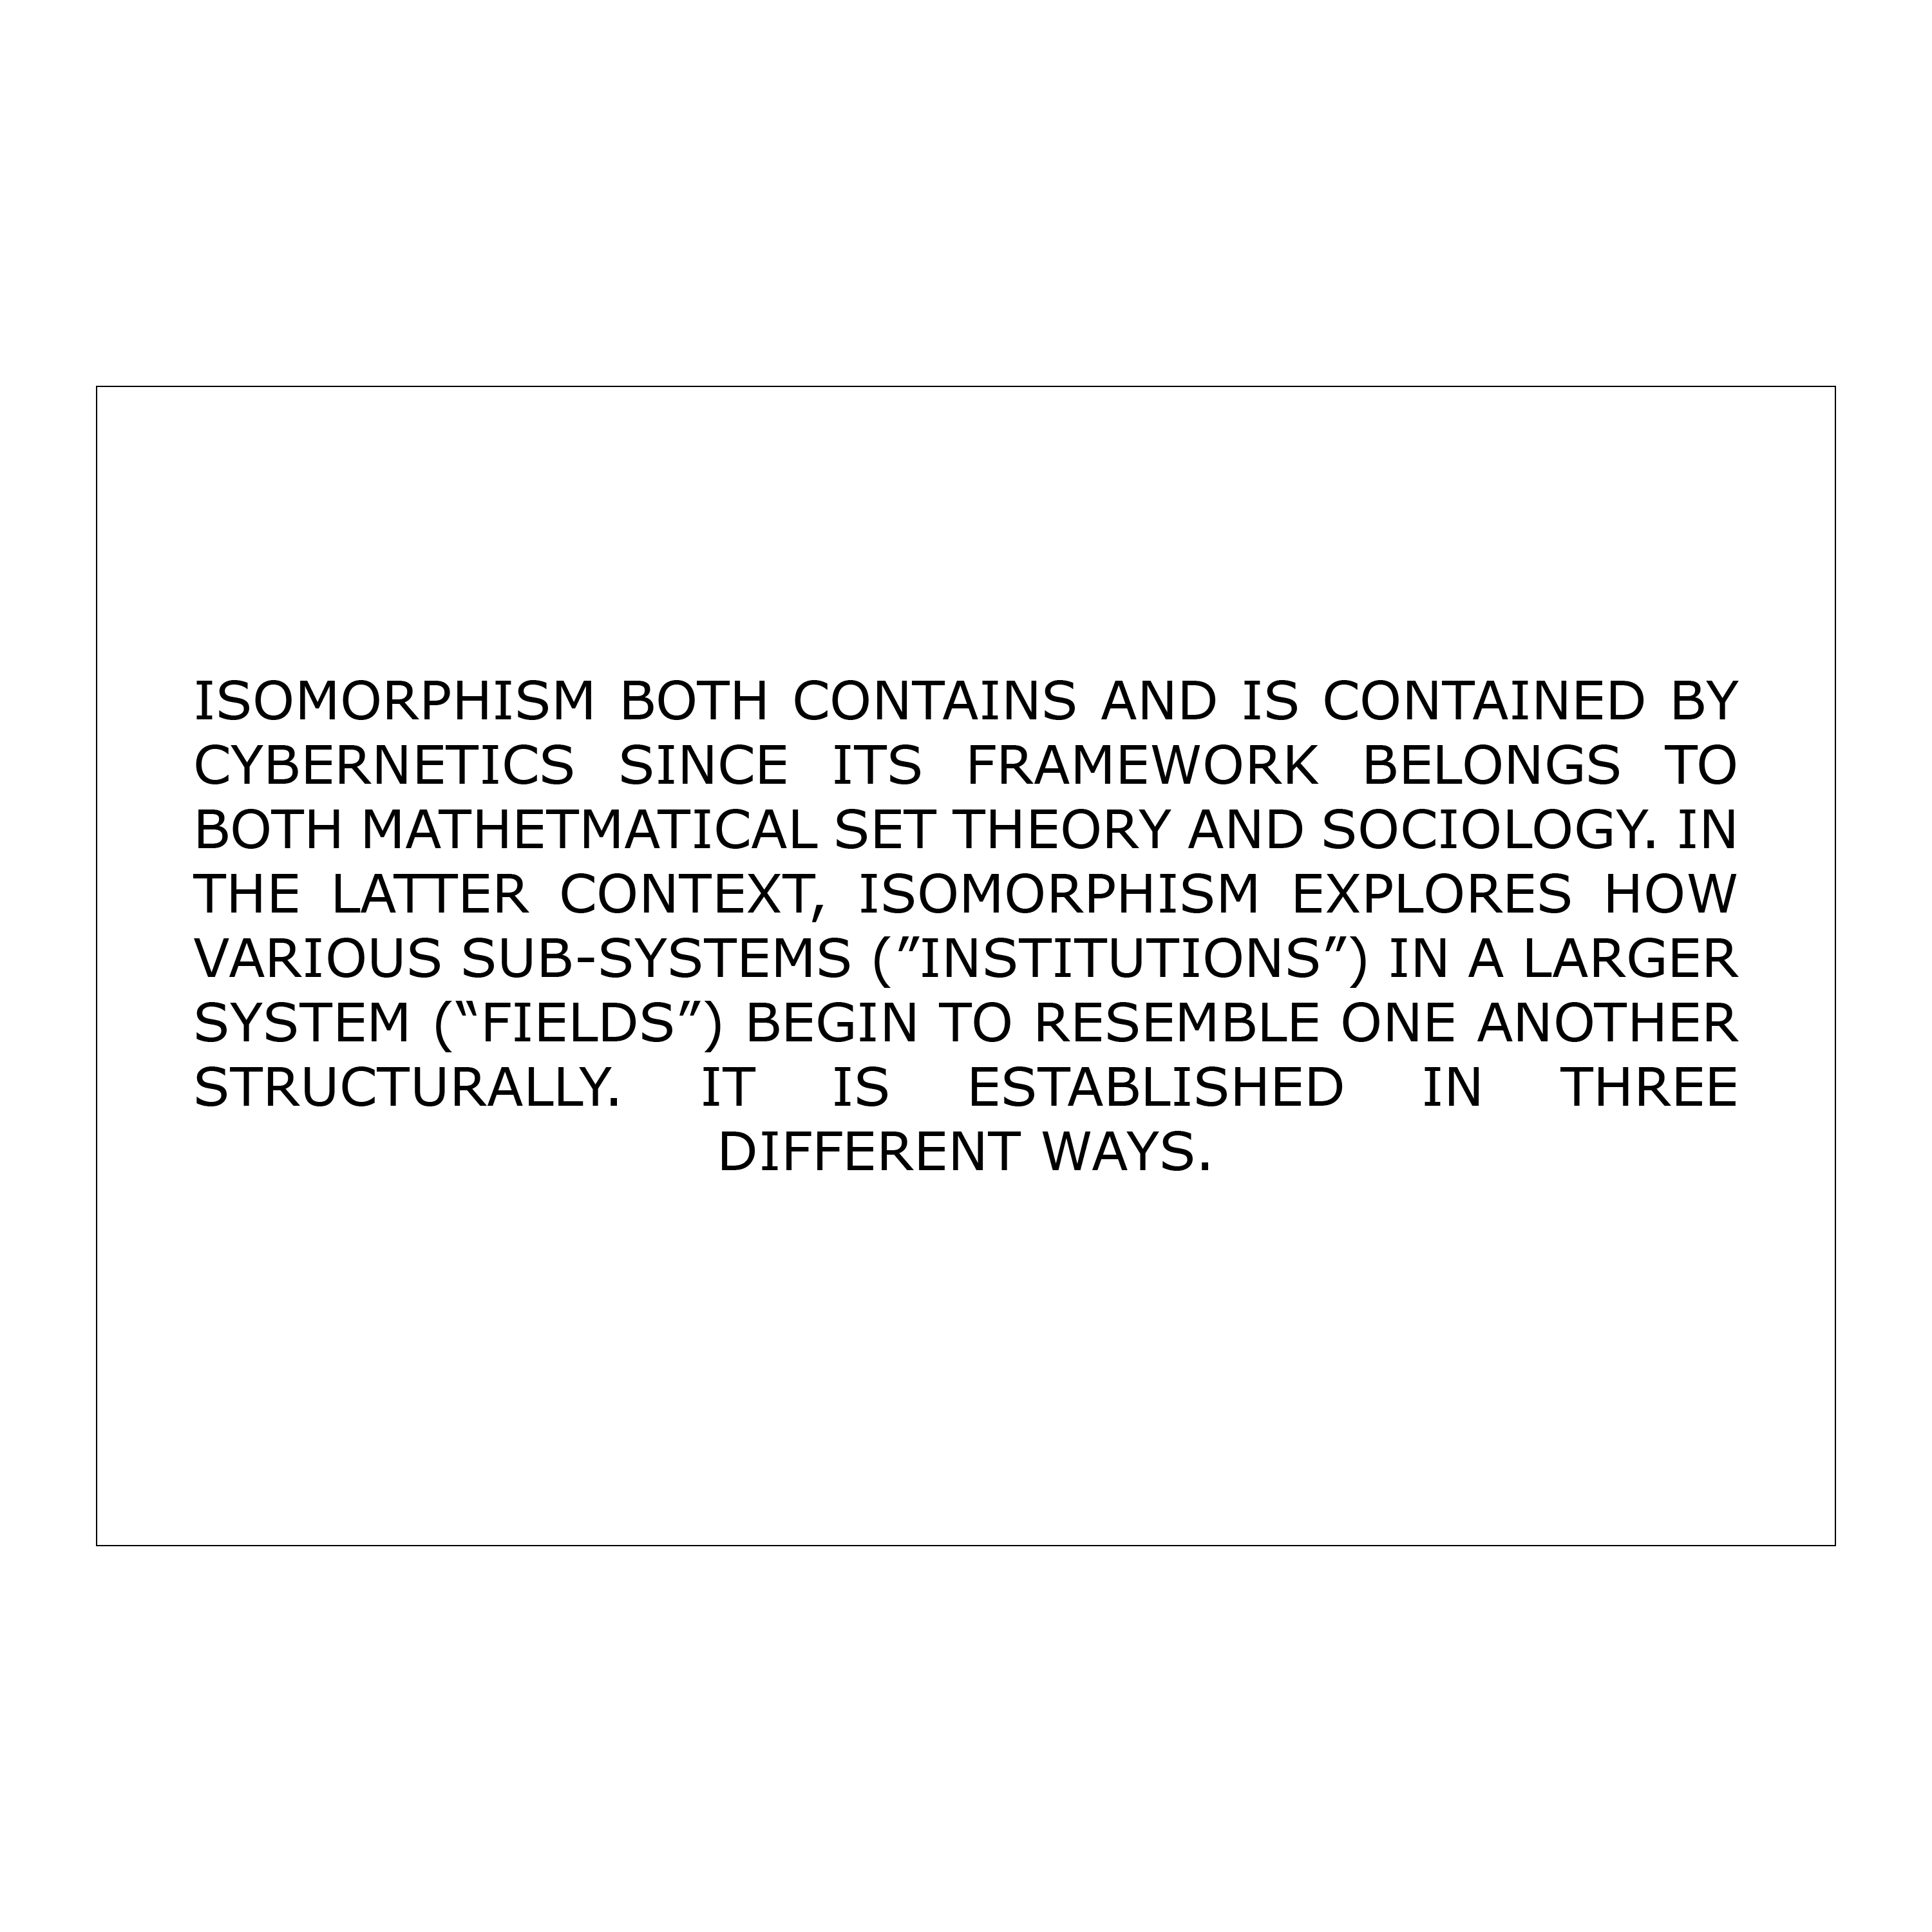 ISOMORPHISM BOTH CONTAINS AND IS CONTAINED BY
CYBERNETICS SINCE ITS FRAMEWORK BELONGS TO
BOTH MATHETMATICAL SET THEORY AND SOCIOLOGY. IN
THE LATTER CONTEXT, ISOMORPHISM EXPLORES HOW
VARIOUS SUB-SYSTEMS (”INSTITUTIONS”) IN A LARGER
SYSTEM (“FIELDS”) BEGIN TO RESEMBLE ONE ANOTHER
STRUCTURALLY. IT IS ESTABLISHED IN THREE
DIFFERENT WAYS.